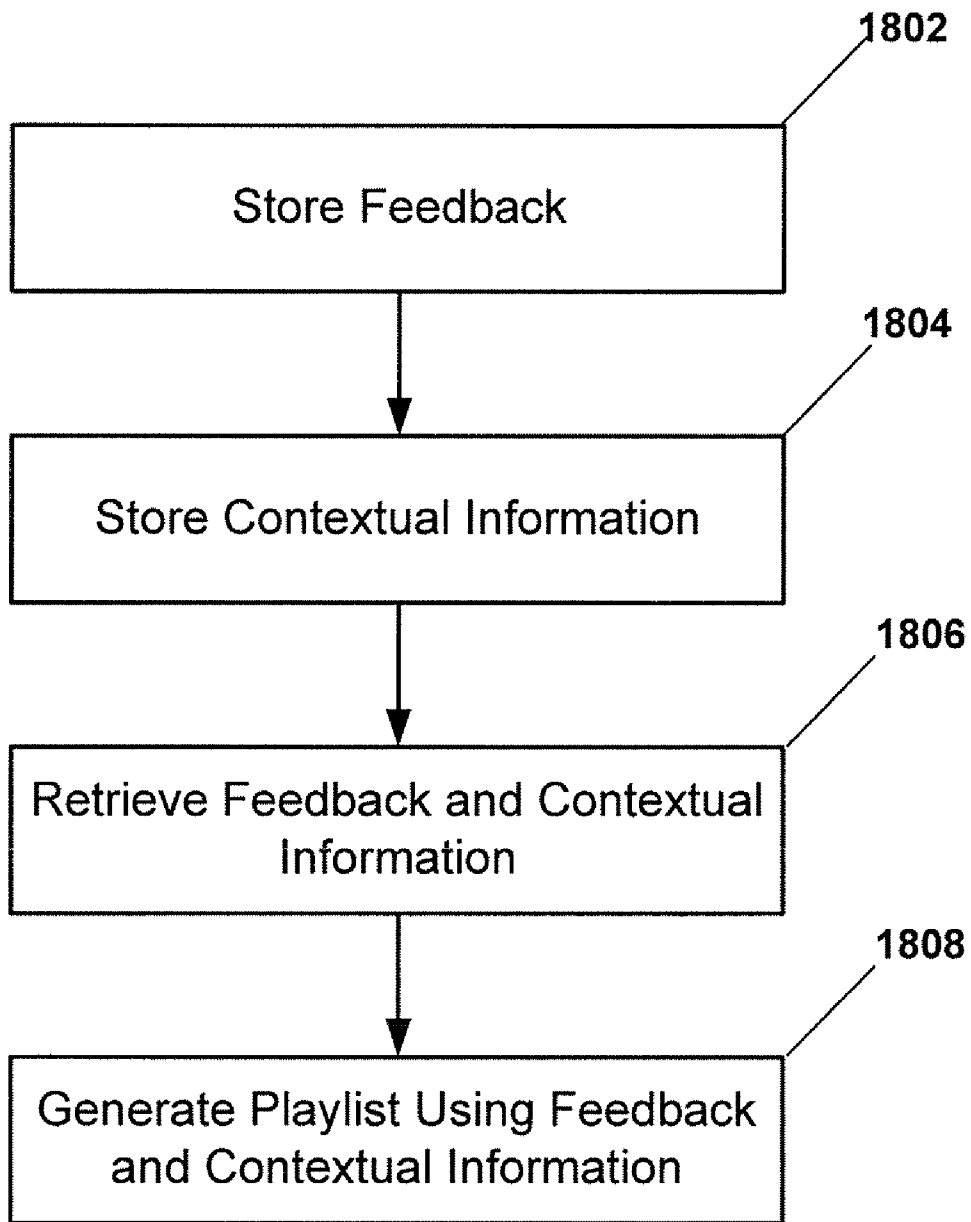 1802
Store Feedback
1804
Store Contextual Information
1806
Retrieve Feedback and Contextual
Information
1808
Generate Playlist Using Feedback
and Contextual Information